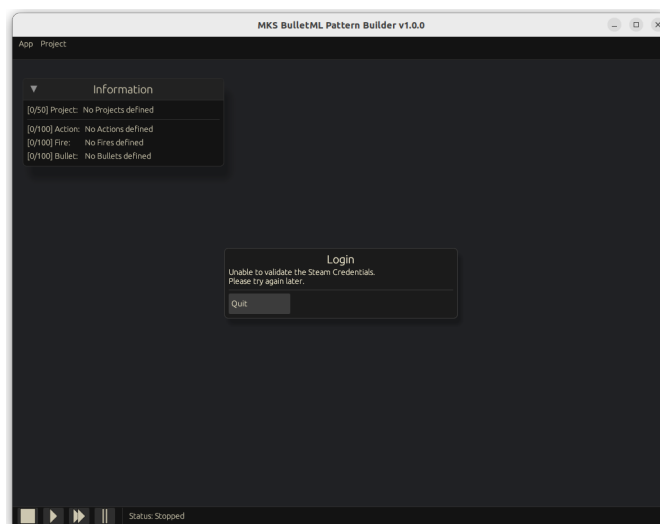 MKS BulletML Pattern Builder v1.0.0
App Project
Information
[0/50] Project: No Projects defined
[0/100] Action: No Actions defined
[0/100] Fire: No Fires defined
[0/100] Bullet: No Bullets defined
Login
Unable to validate the Steam Credentials.
Please try again later.
Quit
Status: Stopped